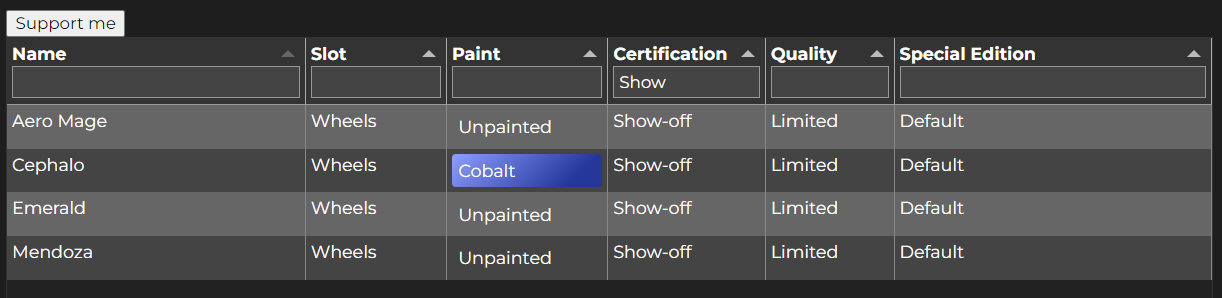 Support me
Name Slot Paint Certification Quality Special Edition
Show
Aero Mage Wheels Unpainted Show-off Limited Default
Cephalo Wheels Cobalt Show-off Limited Default
Emerald Wheels Unpainted Show-off Limited Default
Mendoza Wheels Unpainted Show-off Limited Default